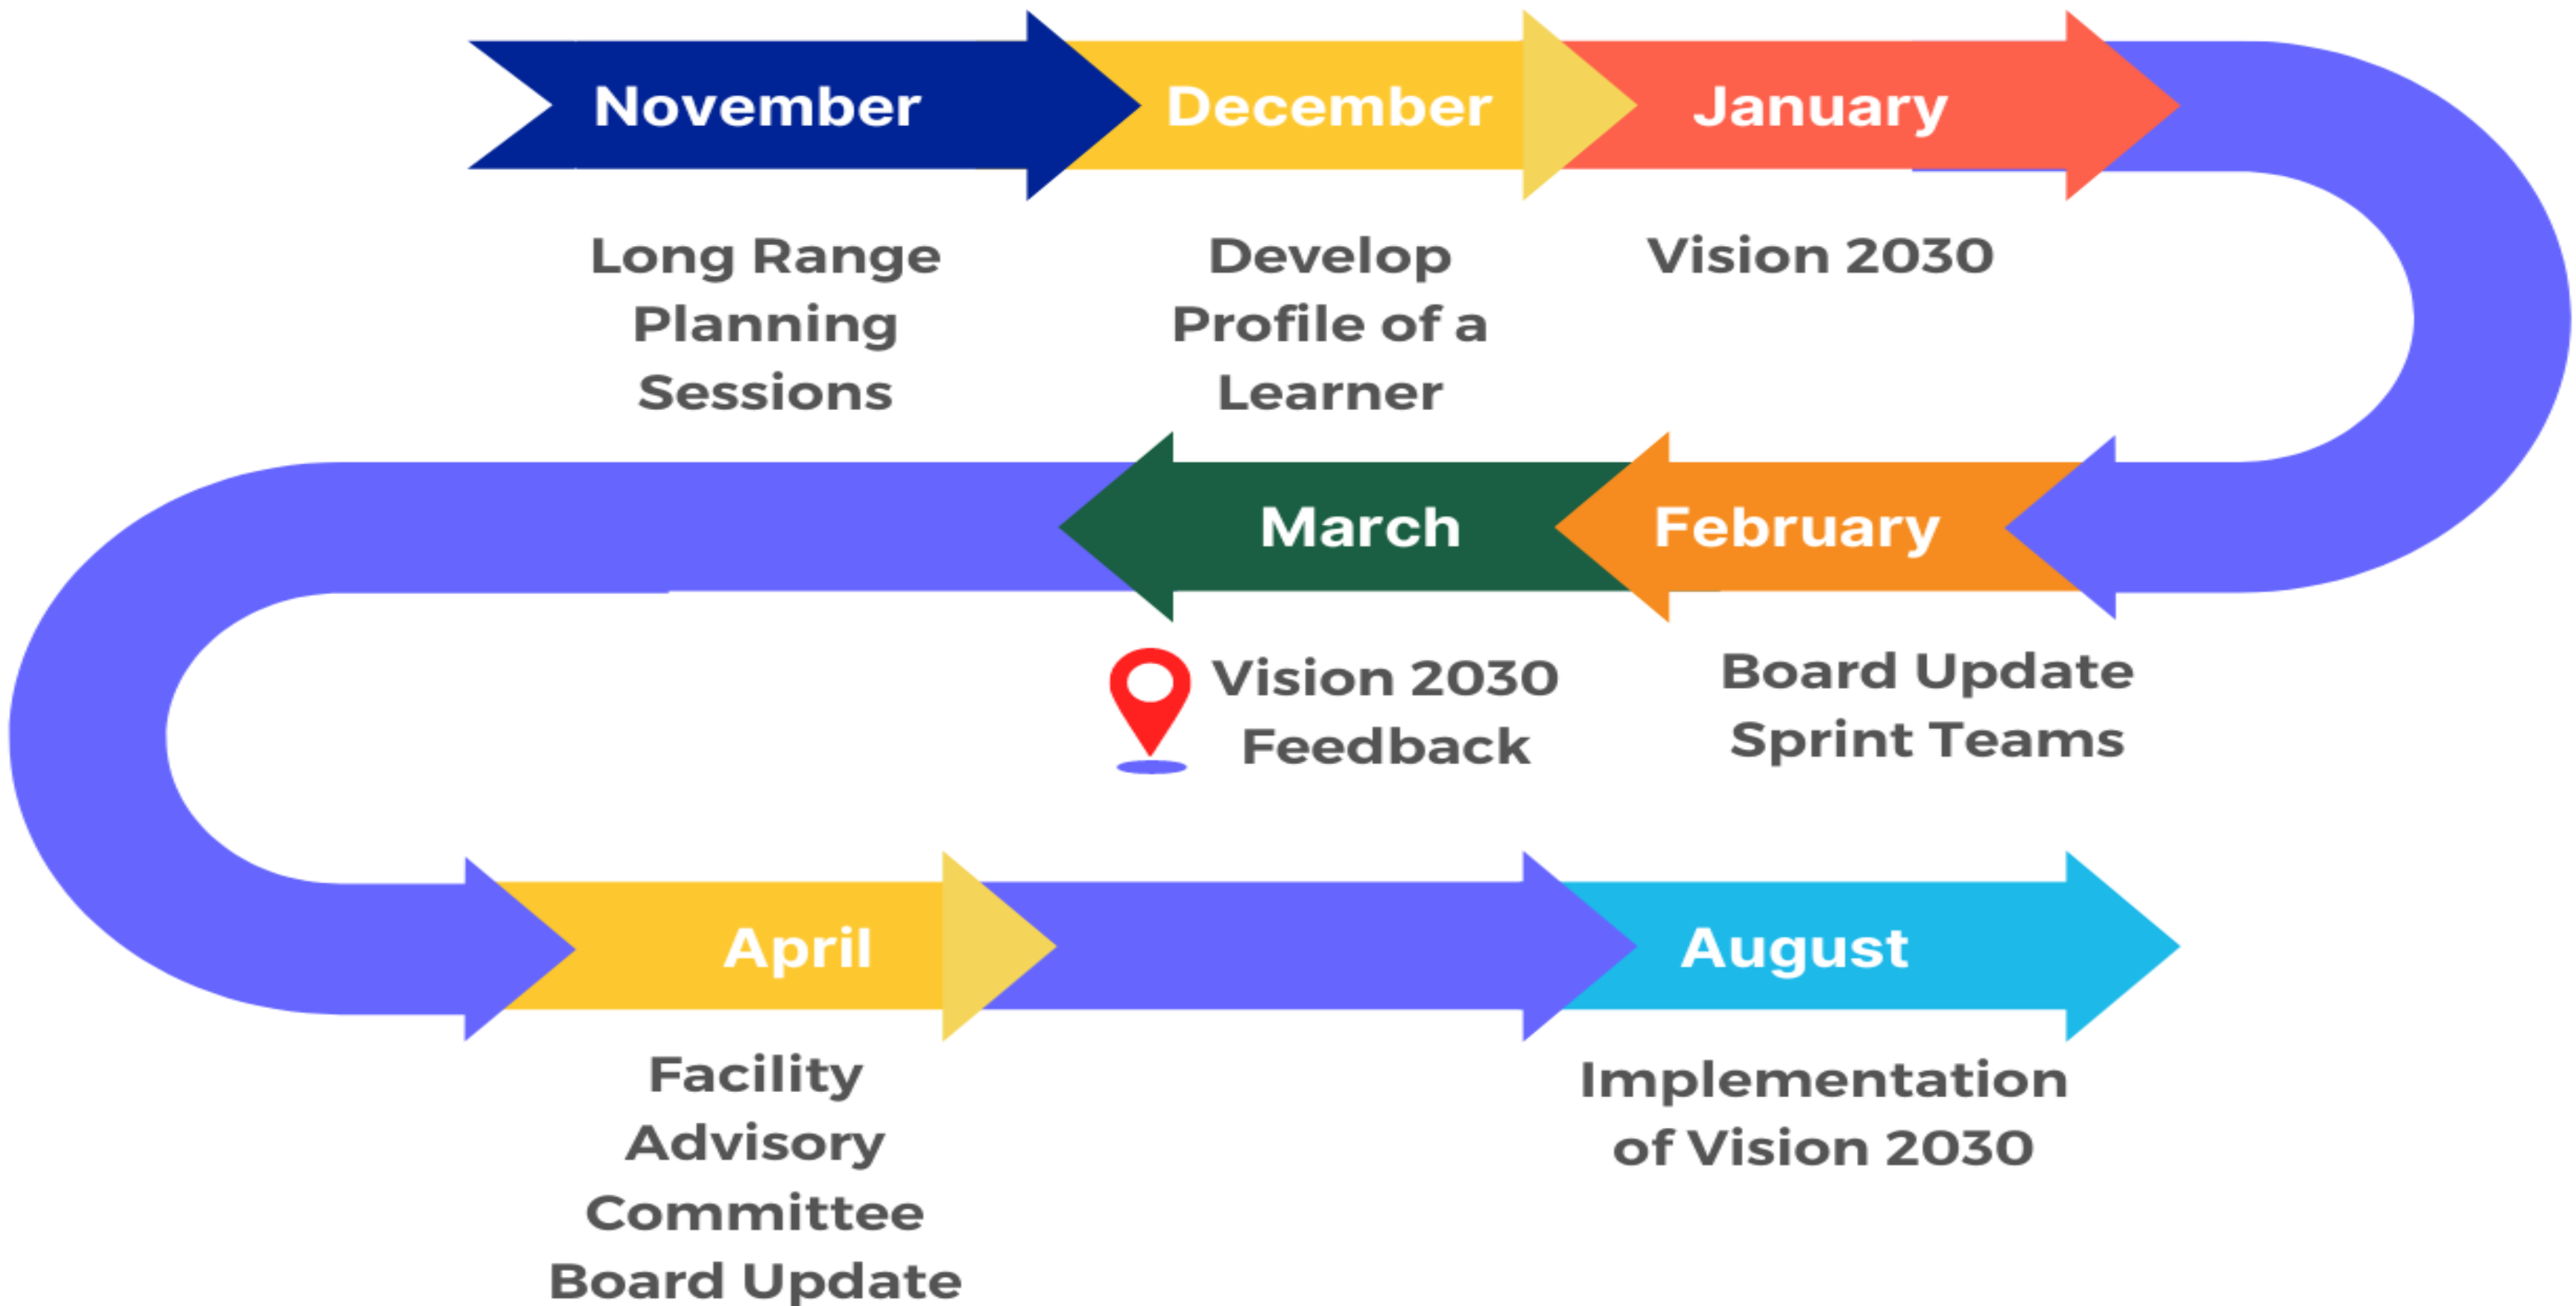 November
December
January
Long Range
Planning
Sessions
Develop
Profile of a
Learner
Vision 2030
February
March
Board Update
Sprint Teams
Vision 2030
Feedback
April
August
Facility
Advisory
Committee
Board Update
Implementation
of Vision 2030